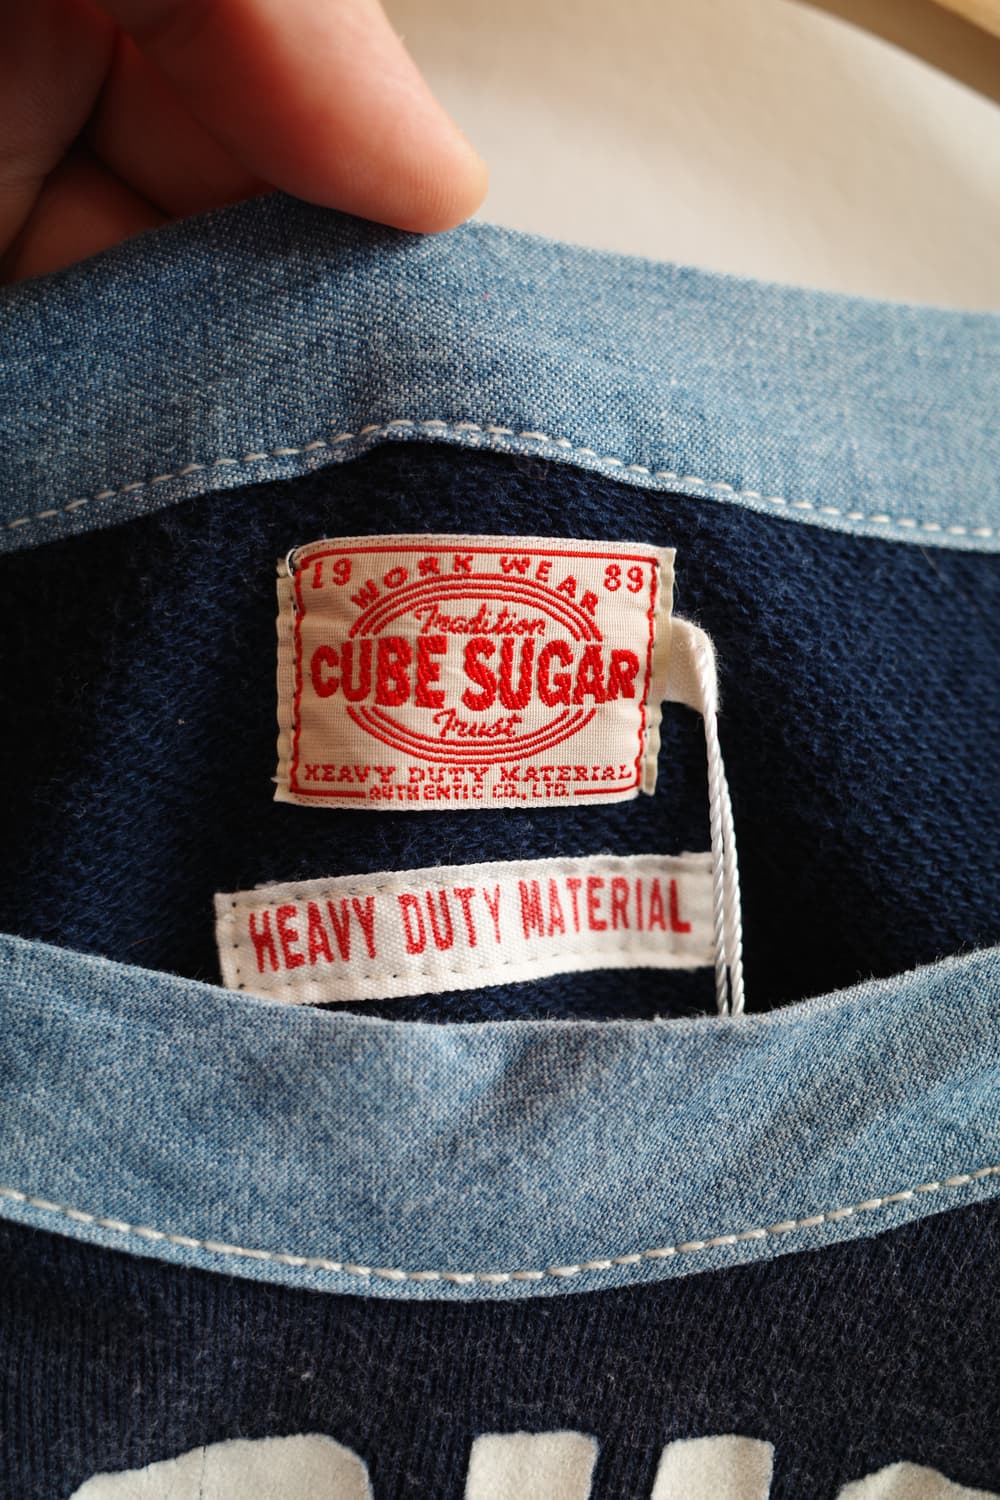 19 WORK WEAR 89
Tradition
CUBE SUGAR
Trust
HEAVY DUTY MATERIAL
AUTHENTIC CO., LTD.
HEAVY DUTY MATERIAL